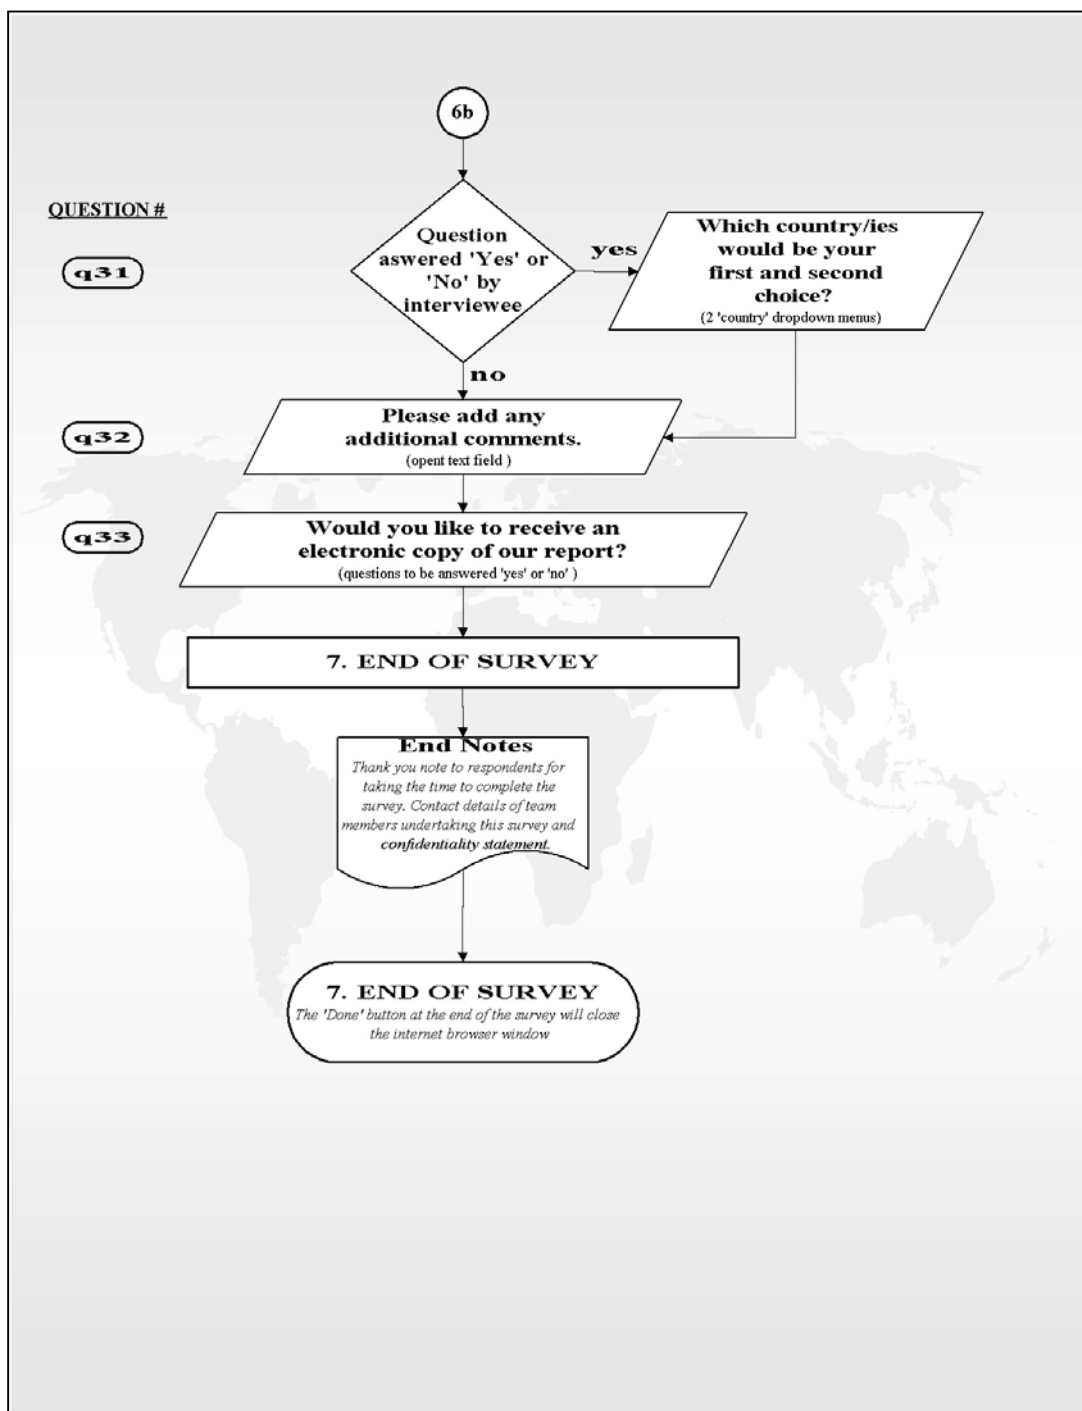 6b
QUESTION #
q31
Question
aswered 'Yes' or
'No' by
interviewee
yes
Which country/ies
would be your
first and second
choice?
(2 'country' dropdown menus)
no
q32
Please add any
additional comments.
(opent text field )
q33
Would you like to receive an
electronic copy of our report?
(questions to be answered 'yes' or 'no' )
7. END OF SURVEY
End Notes
Thank you note to respondents for
taking the time to complete the
survey. Contact details of team
members undertaking this survey and
confidentiality statement.
7. END OF SURVEY
The 'Done' button at the end of the survey will close
the internet browser window